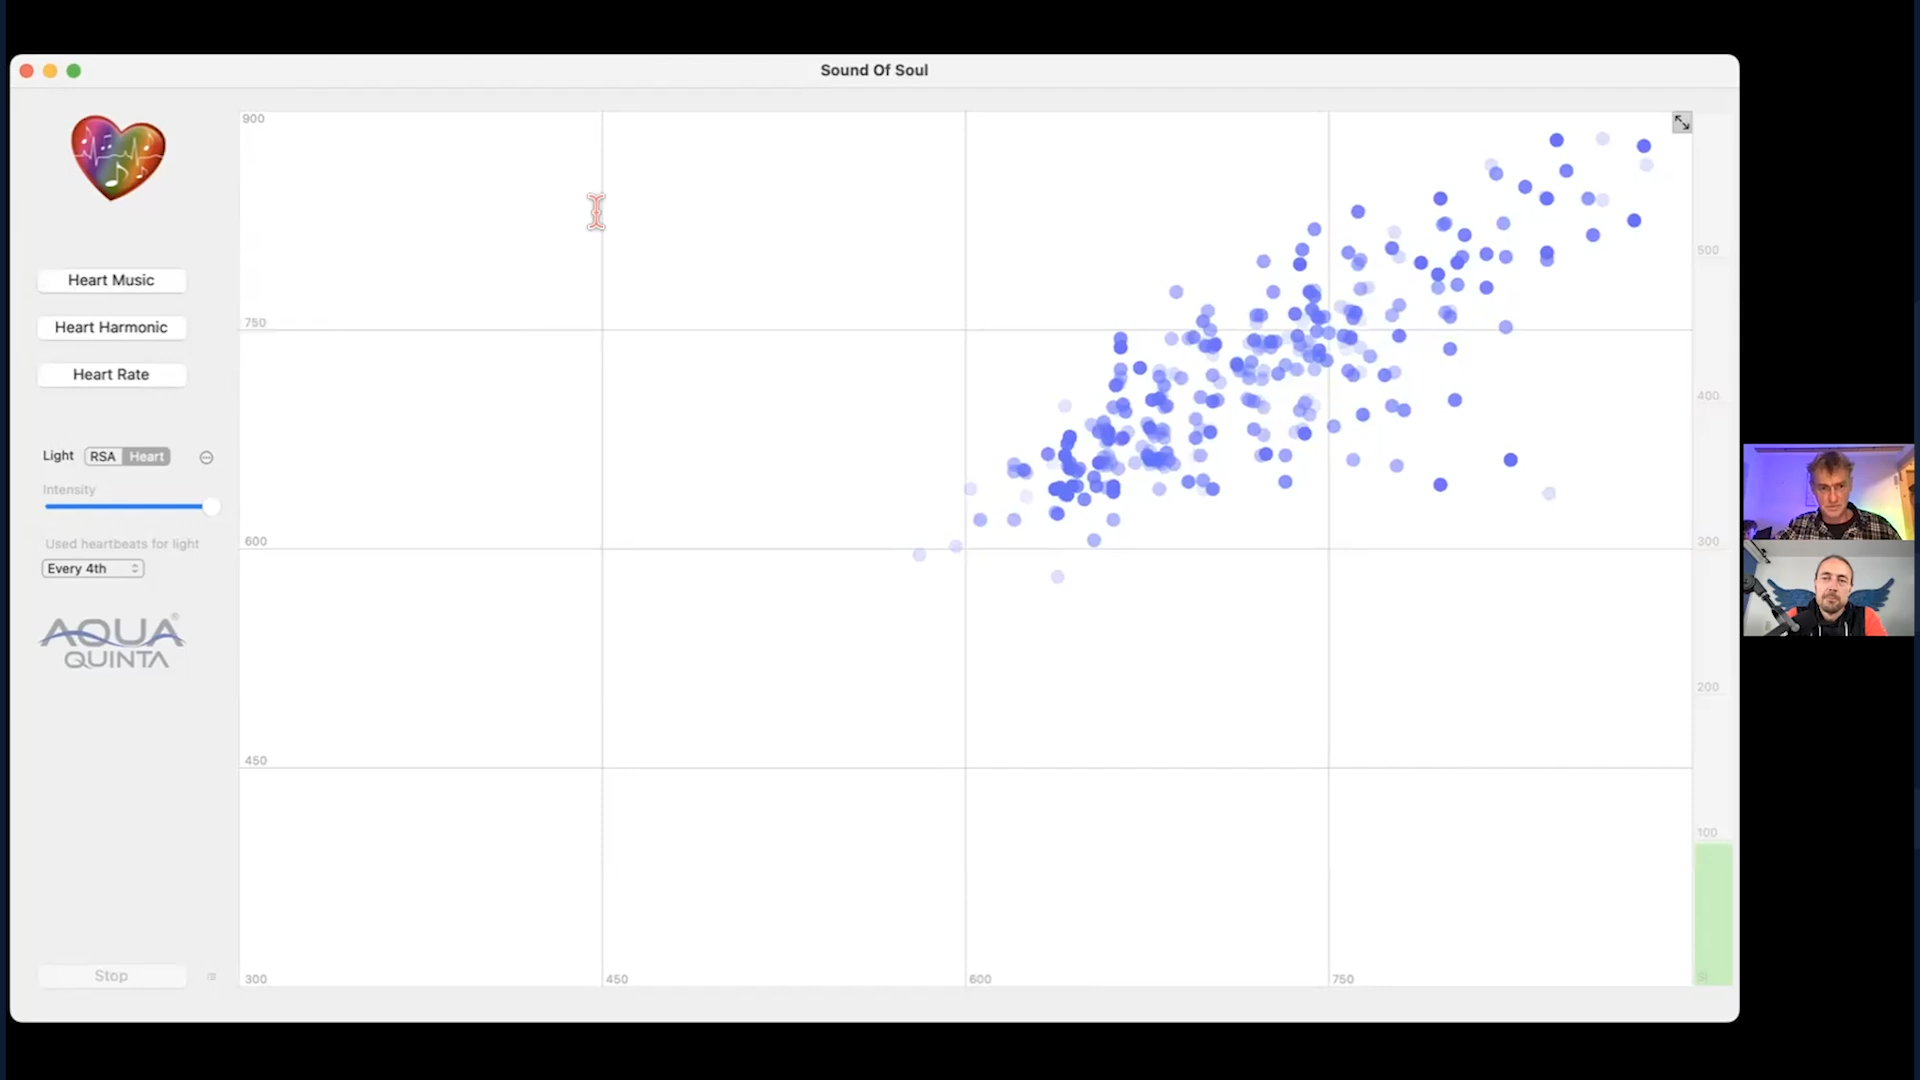 Sound Of Soul
Heart Music
Heart Harmonic
Heart Rate
Light RSA Heart
Intensity
Used heartbeats for light
Every 4th
AQUA®
QUINTA
Stop
900
750
600
450
300 450 600 750
500
400
300
200
100
SI